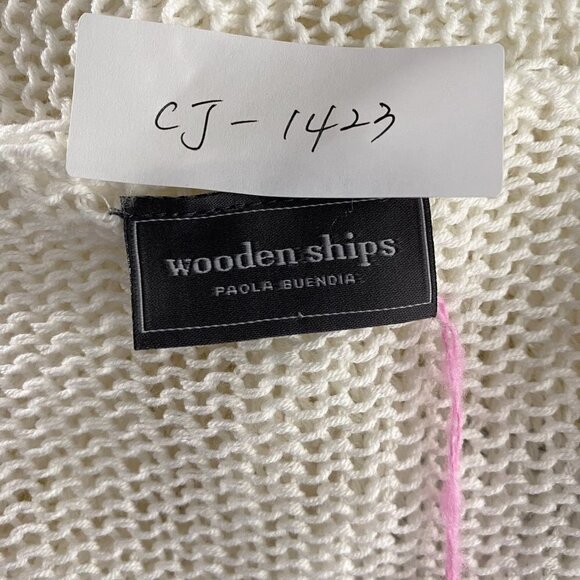 CJ-1423
wooden ships
PAOLA BUENDIA